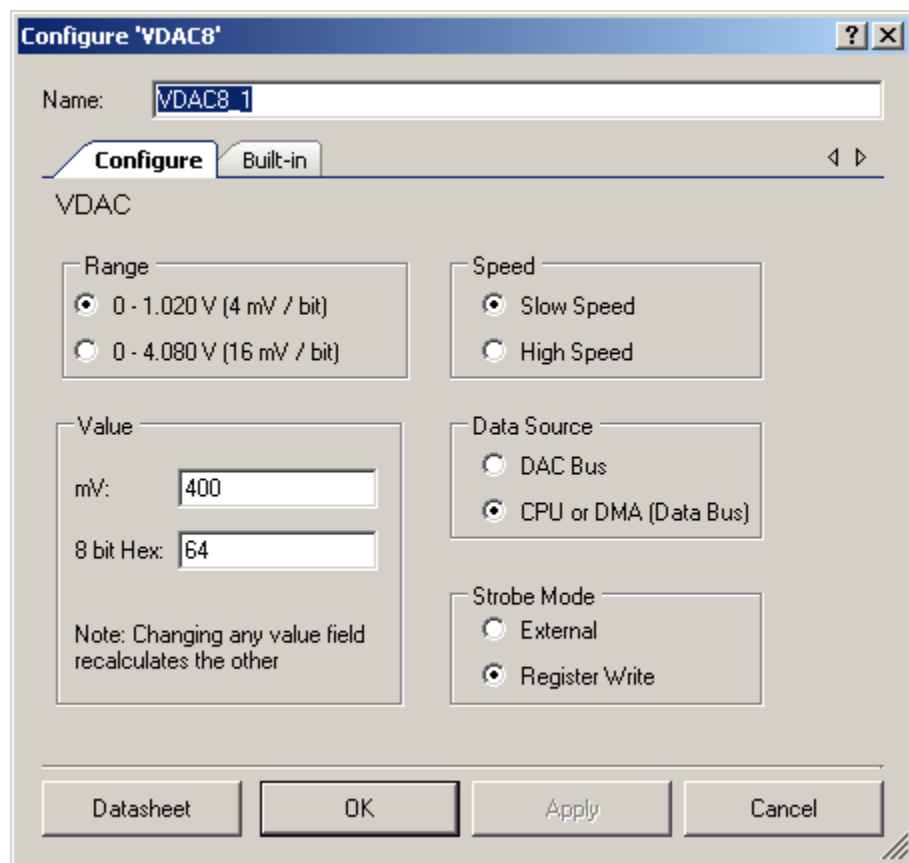 Configure 'VDAC8'
Name: VDAC8_1
Configure Built-in
VDAC
Range
0 - 1.020 V (4 mV / bit)
0 - 4.080 V (16 mV / bit)
Speed
Slow Speed
High Speed
Value
mV: 400
8 bit Hex: 64
Note: Changing any value field
recalculates the other
Data Source
DAC Bus
CPU or DMA (Data Bus)
Strobe Mode
External
Register Write
Datasheet OK Apply Cancel